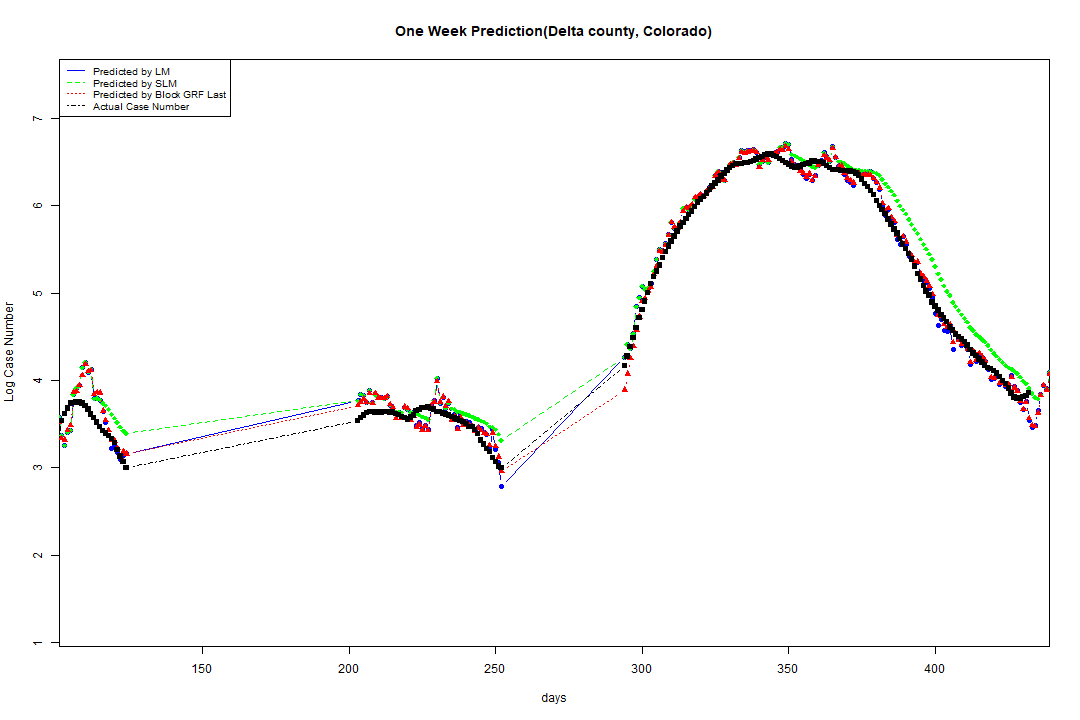 One Week Prediction(Delta county, Colorado)
Predicted by LM
Predicted by SLM
Predicted by Block GRF Last
Actual Case Number
7
6
5
4
3
2
1
Log Case Number
150 200 250 300 350 400
days